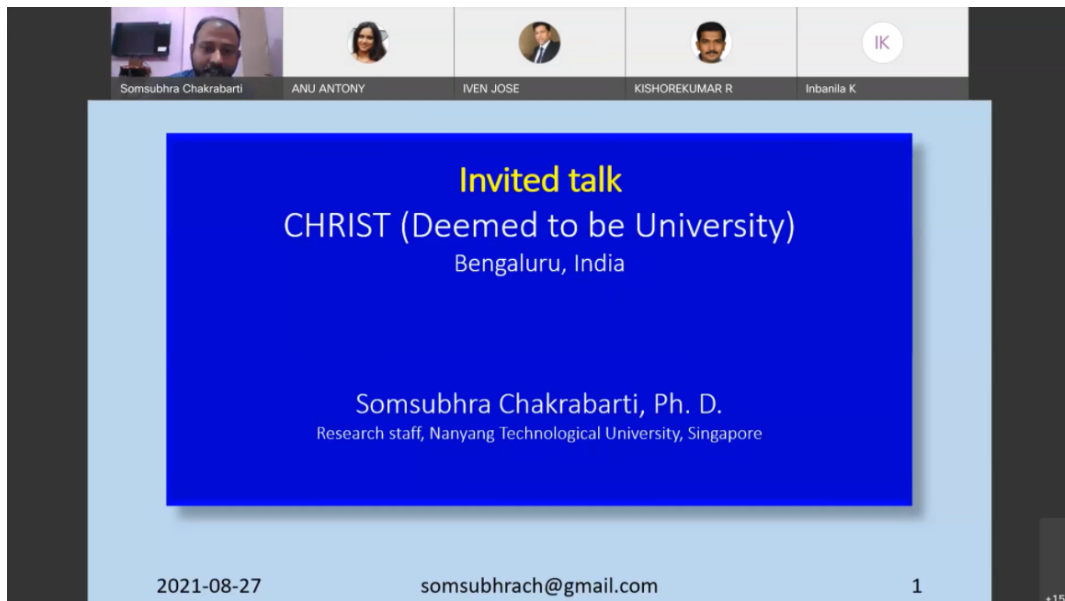 Somsubhra Chakrabarti
ANU ANTONY
IVEN JOSE
KISHOREKUMAR R
IK
Inbanila K
Invited talk
CHRIST (Deemed to be University)
Bengaluru, India
Somsubhra Chakrabarti, Ph. D.
Research staff, Nanyang Technological University, Singapore
2021-08-27
somsubhrach@gmail.com
1
+15